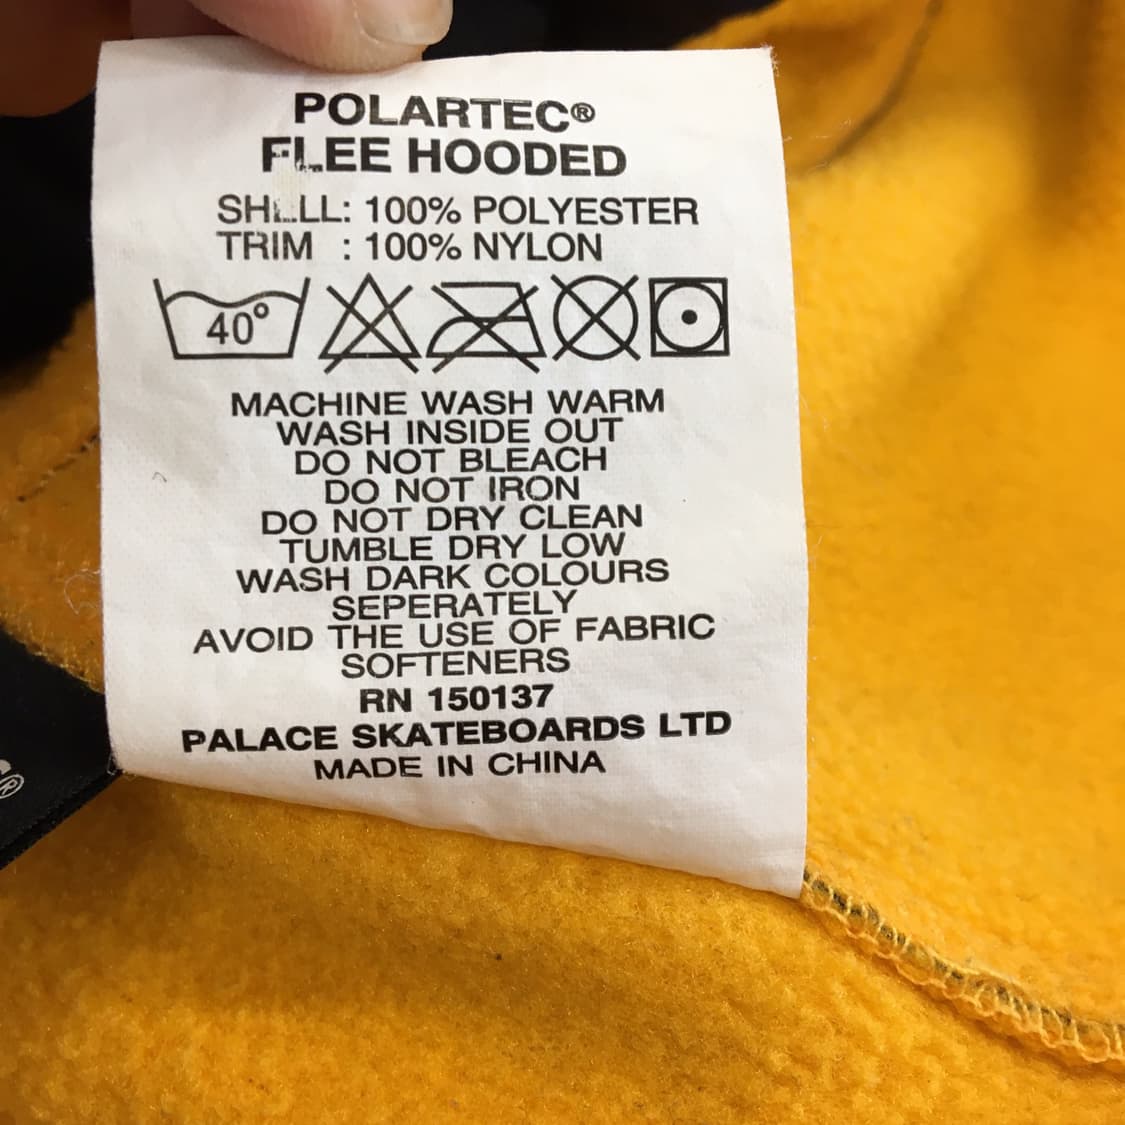 POLARTEC®
FLEE HOODED
SHELL: 100% POLYESTER
TRIM : 100% NYLON
40°
MACHINE WASH WARM
WASH INSIDE OUT
DO NOT BLEACH
DO NOT IRON
DO NOT DRY CLEAN
TUMBLE DRY LOW
WASH DARK COLOURS
SEPERATELY
AVOID THE USE OF FABRIC
SOFTENERS
RN 150137
PALACE SKATEBOARDS LTD
MADE IN CHINA
®